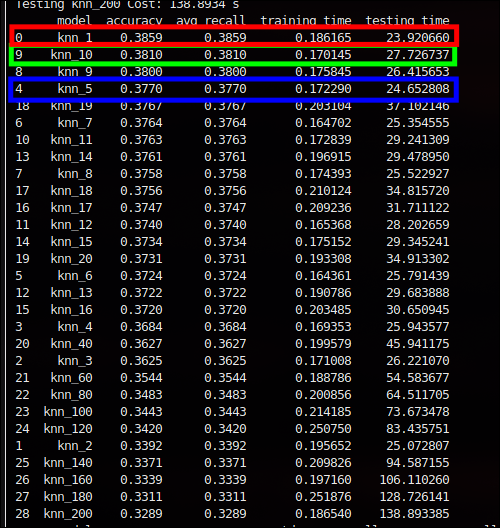 Testing knn_200 Cost: 138.8934 s
model accuracy avg recall training time testing time
0 knn_1 0.3859 0.3859 0.186165 23.920660
9 knn_10 0.3810 0.3810 0.170145 27.726737
8 knn_9 0.3800 0.3800 0.175845 26.415653
4 knn_5 0.3770 0.3770 0.172290 24.652808
18 knn_19 0.3767 0.3767 0.203104 37.102146
6 knn_7 0.3764 0.3764 0.164702 25.354555
10 knn_11 0.3763 0.3763 0.172839 29.241309
13 knn_14 0.3761 0.3761 0.196915 29.478950
7 knn_8 0.3758 0.3758 0.174393 25.522927
17 knn_18 0.3756 0.3756 0.210124 34.815720
16 knn_17 0.3747 0.3747 0.209236 31.711122
11 knn_12 0.3740 0.3740 0.165368 28.202659
14 knn_15 0.3734 0.3734 0.175152 29.345241
19 knn_20 0.3731 0.3731 0.193308 34.913302
5 knn_6 0.3724 0.3724 0.164361 25.791439
12 knn_13 0.3722 0.3722 0.190786 29.683888
15 knn_16 0.3720 0.3720 0.203485 30.650945
3 knn_4 0.3684 0.3684 0.169353 25.943577
20 knn_40 0.3627 0.3627 0.199579 45.941175
2 knn_3 0.3625 0.3625 0.171008 26.221070
21 knn_60 0.3544 0.3544 0.188786 54.583677
22 knn_80 0.3483 0.3483 0.200856 64.511705
23 knn_100 0.3443 0.3443 0.214185 73.673478
24 knn_120 0.3420 0.3420 0.250750 83.435751
1 knn_2 0.3392 0.3392 0.195652 25.072807
25 knn_140 0.3371 0.3371 0.209826 94.587155
26 knn_160 0.3339 0.3339 0.197160 106.110260
27 knn_180 0.3311 0.3311 0.251876 128.726141
28 knn_200 0.3289 0.3289 0.186540 138.893385